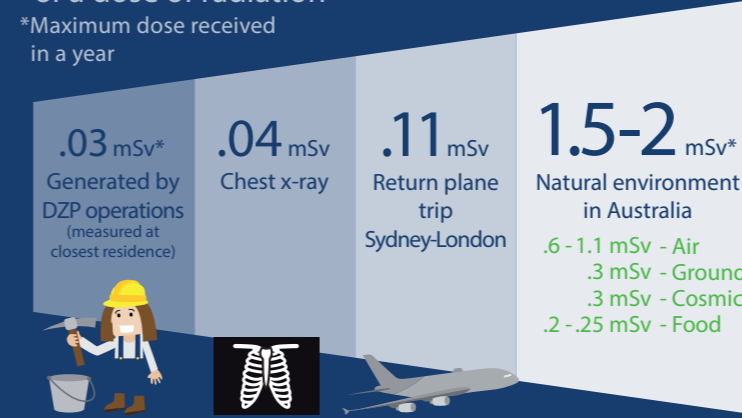 *Maximum dose received
in a year
.03 mSv*
Generated by
DZP operations
(measured at
closest residence)
.04 mSv
Chest x-ray
.11 mSv
Return plane
trip
Sydney-London
1.5-2 mSv*
Natural environment
in Australia
.6 - 1.1 mSv - Air
.3 mSv - Ground
.3 mSv - Cosmic
.2 - .25 mSv - Food